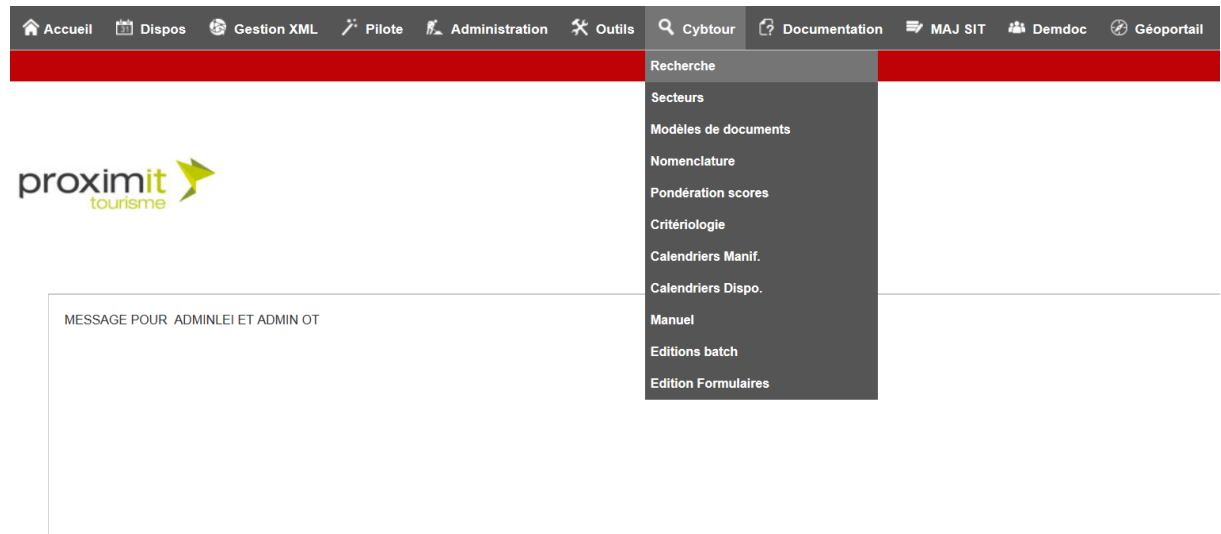 Accueil Dispos Gestion XML Pilote Administration Outils Cybtour Documentation MAJ SIT Demdoc Géoportail
Recherche
Secteurs
Modèles de documents
Nomenclature
Pondération scores
Critériologie
Calendriers Manif.
Calendriers Dispo.
Manuel
Editions batch
Edition Formulaires
proximit
tourisme
MESSAGE POUR ADMINLEI ET ADMIN OT